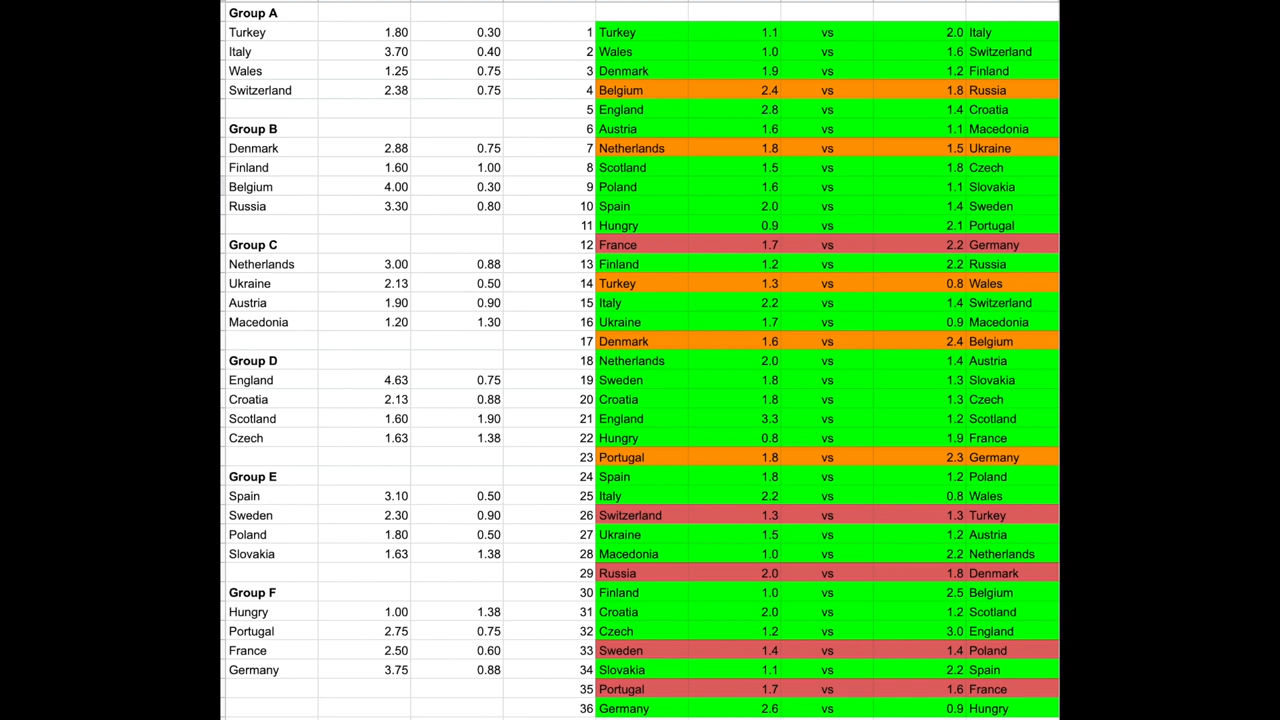 Group A
Turkey 1.80 0.30 1 Turkey 1.1 vs 2.0 Italy
Italy 3.70 0.40 2 Wales 1.0 vs 1.6 Switzerland
Wales 1.25 0.75 3 Denmark 1.9 vs 1.2 Finland
Switzerland 2.38 0.75 4 Belgium 2.4 vs 1.8 Russia
5 England 2.8 vs 1.4 Croatia
Group B 6 Austria 1.6 vs 1.1 Macedonia
Denmark 2.88 0.75 7 Netherlands 1.8 vs 1.5 Ukraine
Finland 1.60 1.00 8 Scotland 1.5 vs 1.8 Czech
Belgium 4.00 0.30 9 Poland 1.6 vs 1.1 Slovakia
Russia 3.30 0.80 10 Spain 2.0 vs 1.4 Sweden
11 Hungry 0.9 vs 2.1 Portugal
Group C 12 France 1.7 vs 2.2 Germany
Netherlands 3.00 0.88 13 Finland 1.2 vs 2.2 Russia
Ukraine 2.13 0.50 14 Turkey 1.3 vs 0.8 Wales
Austria 1.90 0.90 15 Italy 2.2 vs 1.4 Switzerland
Macedonia 1.20 1.30 16 Ukraine 1.7 vs 0.9 Macedonia
17 Denmark 1.6 vs 2.4 Belgium
Group D 18 Netherlands 2.0 vs 1.4 Austria
England 4.63 0.75 19 Sweden 1.8 vs 1.3 Slovakia
Croatia 2.13 0.88 20 Croatia 1.8 vs 1.3 Czech
Scotland 1.60 1.90 21 England 3.3 vs 1.2 Scotland
Czech 1.63 1.38 22 Hungry 0.8 vs 1.9 France
23 Portugal 1.8 vs 2.3 Germany
Group E 24 Spain 1.8 vs 1.2 Poland
Spain 3.10 0.50 25 Italy 2.2 vs 0.8 Wales
Sweden 2.30 0.90 26 Switzerland 1.3 vs 1.3 Turkey
Poland 1.80 0.50 27 Ukraine 1.5 vs 1.2 Austria
Slovakia 1.63 1.38 28 Macedonia 1.0 vs 2.2 Netherlands
29 Russia 2.0 vs 1.8 Denmark
Group F 30 Finland 1.0 vs 2.5 Belgium
Hungry 1.00 1.38 31 Croatia 2.0 vs 1.2 Scotland
Portugal 2.75 0.75 32 Czech 1.2 vs 3.0 England
France 2.50 0.60 33 Sweden 1.4 vs 1.4 Poland
Germany 3.75 0.88 34 Slovakia 1.1 vs 2.2 Spain
35 Portugal 1.7 vs 1.6 France
36 Germany 2.6 vs 0.9 Hungry